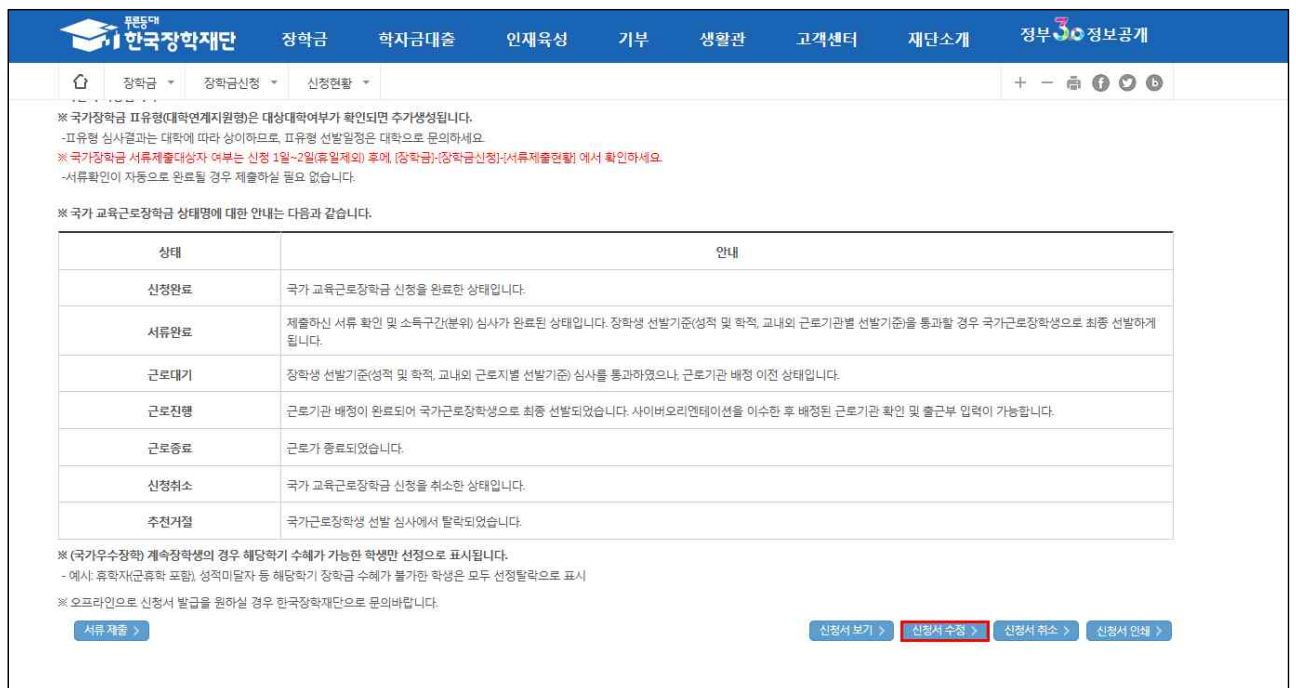 푸른등대
한국장학재단
장학금 학자금대출 인재육성 기부 생활관 고객센터 재단소개 정부3.0정보공개
장학금 장학금신청 신청현황
※ 국가장학금 II유형(대학연계지원형)은 대상대학여부가 확인되면 추가생성됩니다.
-II유형 심사결과는 대학에 따라 상이하므로, II유형 선발일정은 대학으로 문의하세요.
※ 국가장학금 서류제출대상자 여부는 신청 1일~2일(휴일제외) 후에, [장학금]-[장학금신청]-[서류제출현황] 에서 확인하세요.
-서류확인이 자동으로 완료될 경우 제출하실 필요 없습니다.
※ 국가 교육근로장학금 상태명에 대한 안내는 다음과 같습니다.
상태 안내
신청완료 국가 교육근로장학금 신청을 완료한 상태입니다.
서류완료 제출하신 서류 확인 및 소득구간(분위) 심사가 완료된 상태입니다. 장학생 선발기준(성적 및 학적, 교내외 근로기관별 선발기준)을 통과할 경우 국가근로장학생으로 최종 선발하게
됩니다.
근로대기 장학생 선발기준(성적 및 학적, 교내외 근로지별 선발기준) 심사를 통과하였으나, 근로기관 배정 이전 상태입니다.
근로진행 근로기관 배정이 완료되어 국가근로장학생으로 최종 선발되었습니다. 사이버오리엔테이션을 이수한 후 배정된 근로기관 확인 및 출근부 입력이 가능합니다.
근로종료 근로가 종료되었습니다.
신청취소 국가 교육근로장학금 신청을 취소한 상태입니다.
추천거절 국가근로장학생 선발 심사에서 탈락되었습니다.
※ (국가우수장학) 계속장학생의 경우 해당학기 수혜가 가능한 학생만 선정으로 표시됩니다.
- 예시: 휴학자(군휴학 포함), 성적미달자 등 해당학기 장학금 수혜가 불가한 학생은 모두 선정탈락으로 표시
※ 오프라인으로 신청서 발급을 원하실 경우 한국장학재단으로 문의바랍니다.
서류 제출 > 신청서 보기 > 신청서 수정 > 신청서 취소 > 신청서 인쇄 >